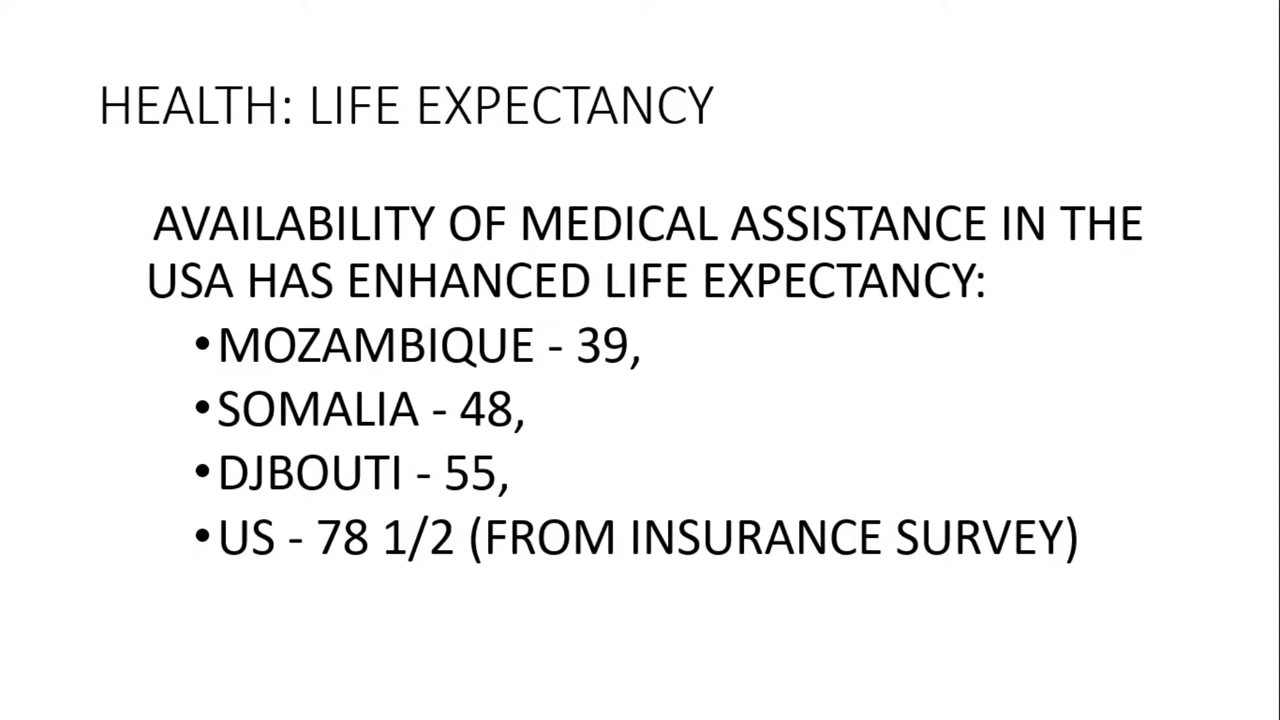 HEALTH: LIFE EXPECTANCY
AVAILABILITY OF MEDICAL ASSISTANCE IN THE
USA HAS ENHANCED LIFE EXPECTANCY:
•MOZAMBIQUE - 39,
•SOMALIA - 48,
•DJBOUTI - 55,
•US - 78 1/2 (FROM INSURANCE SURVEY)